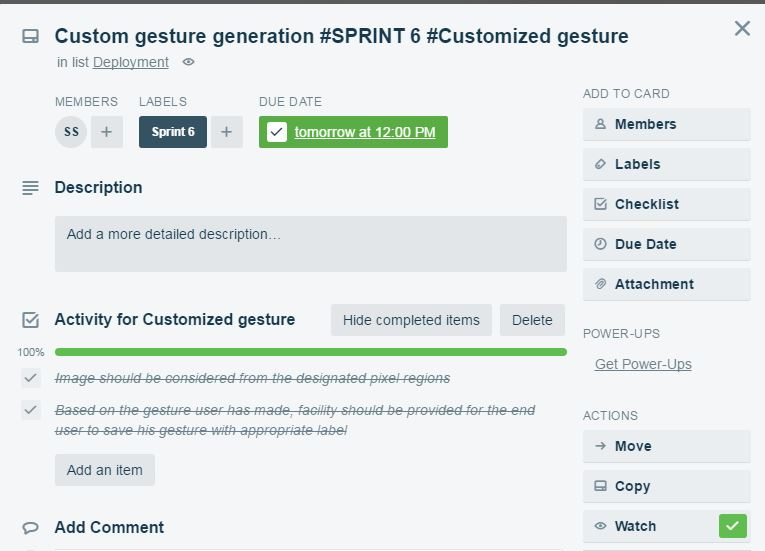 Custom gesture generation #SPRINT 6 #Customized gesture
in list Deployment
MEMBERS
LABELS
DUE DATE
SS
+
Sprint 6
+
tomorrow at 12:00 PM
Description
Add a more detailed description…
Activity for Customized gesture
Hide completed items
Delete
100%
Image should be considered from the designated pixel regions
Based on the gesture user has made, facility should be provided for the end
user to save his gesture with appropriate label
Add an item
Add Comment
ADD TO CARD
Members
Labels
Checklist
Due Date
Attachment
POWER-UPS
Get Power-Ups
ACTIONS
Move
Copy
Watch